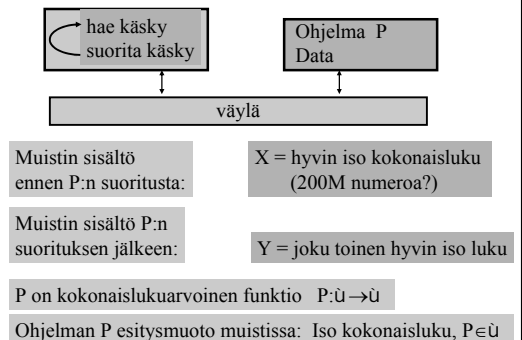 hae käsky
suorita käsky
Ohjelma P
Data
väylä
Muistin sisältö
ennen P:n suoritusta:
X = hyvin iso kokonaisluku
(200M numeroa?)
Muistin sisältö P:n
suorituksen jälkeen:
Y = joku toinen hyvin iso luku
P on kokonaislukuarvoinen funktio P:ù→ù
Ohjelman P esitysmuoto muistissa: Iso kokonaisluku, P∈ù